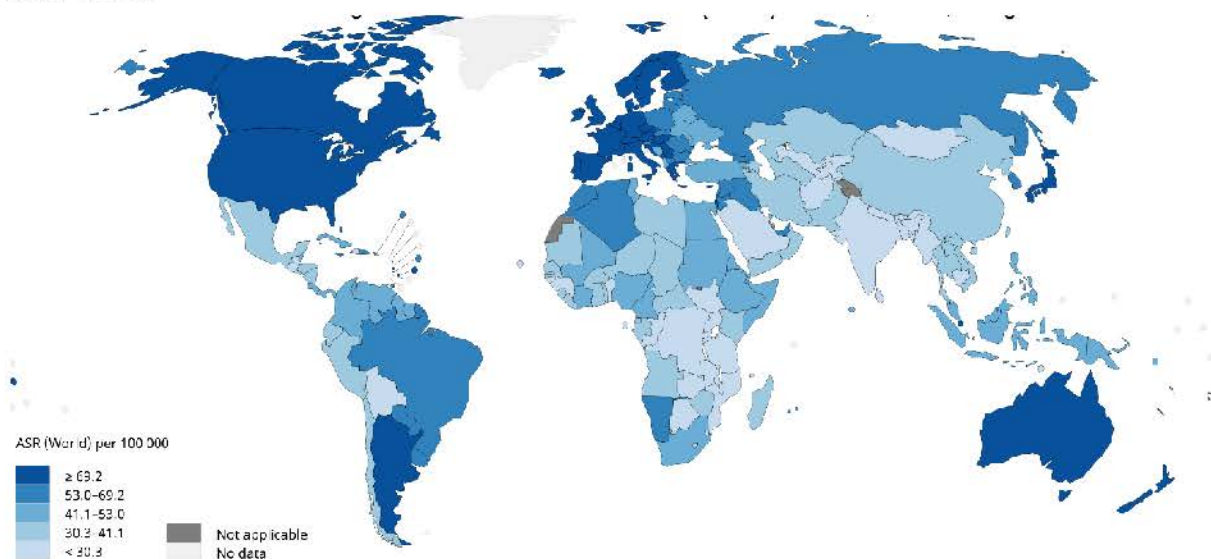 ASR (World) per 100 000
≥ 69.2
53.0–69.2
41.1–53.0
30.3–41.1
< 30.3
Not applicable
No data